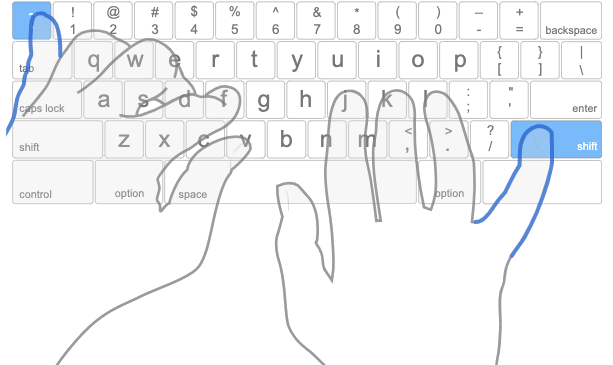 ! @ # $ % ^ & * ( ) – +
1 2 3 4 5 6 7 8 9 0 - = backspace
tab q w e r t y u i o p { [ } ] | \
caps lock a s d f g h j k l : ; " ' enter
shift z x c v b n m < , > . ? / shift
control option space option